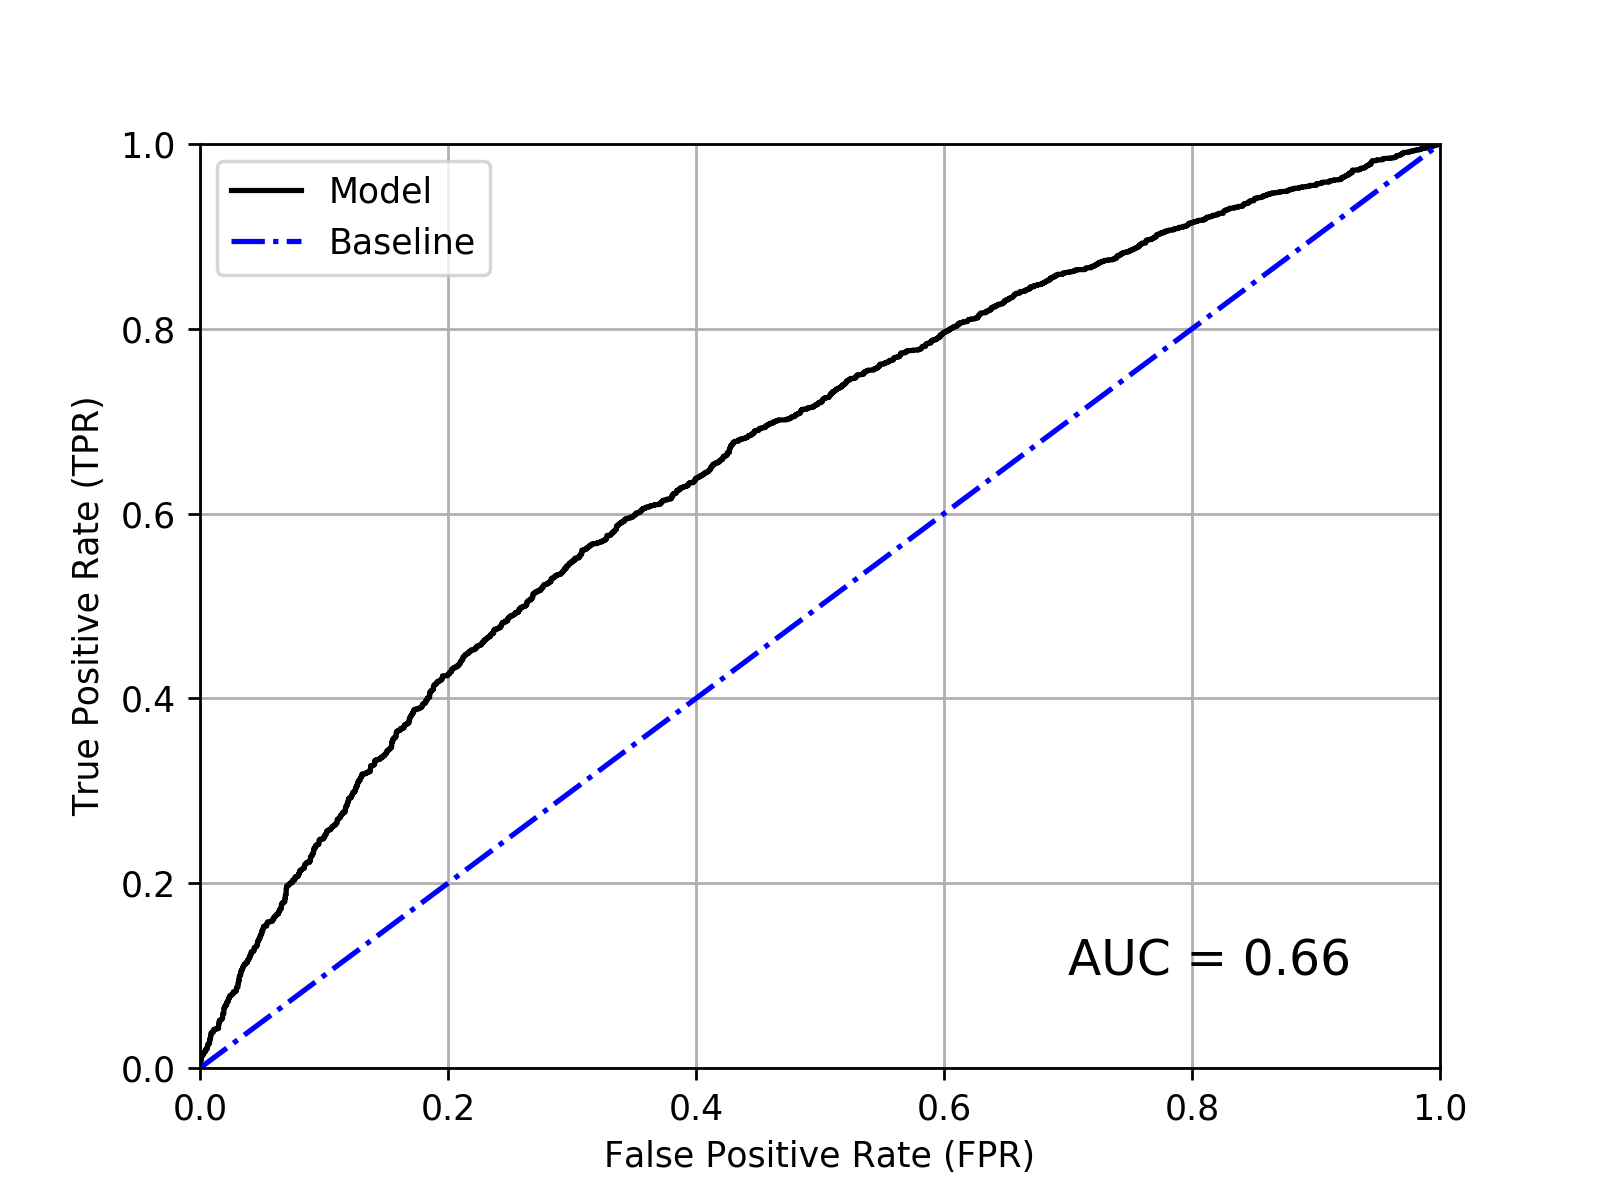 Model
Baseline
1.0
0.8
0.6
0.4
0.2
0.0
True Positive Rate (TPR)
AUC = 0.66
0.0 0.2 0.4 0.6 0.8 1.0
False Positive Rate (FPR)